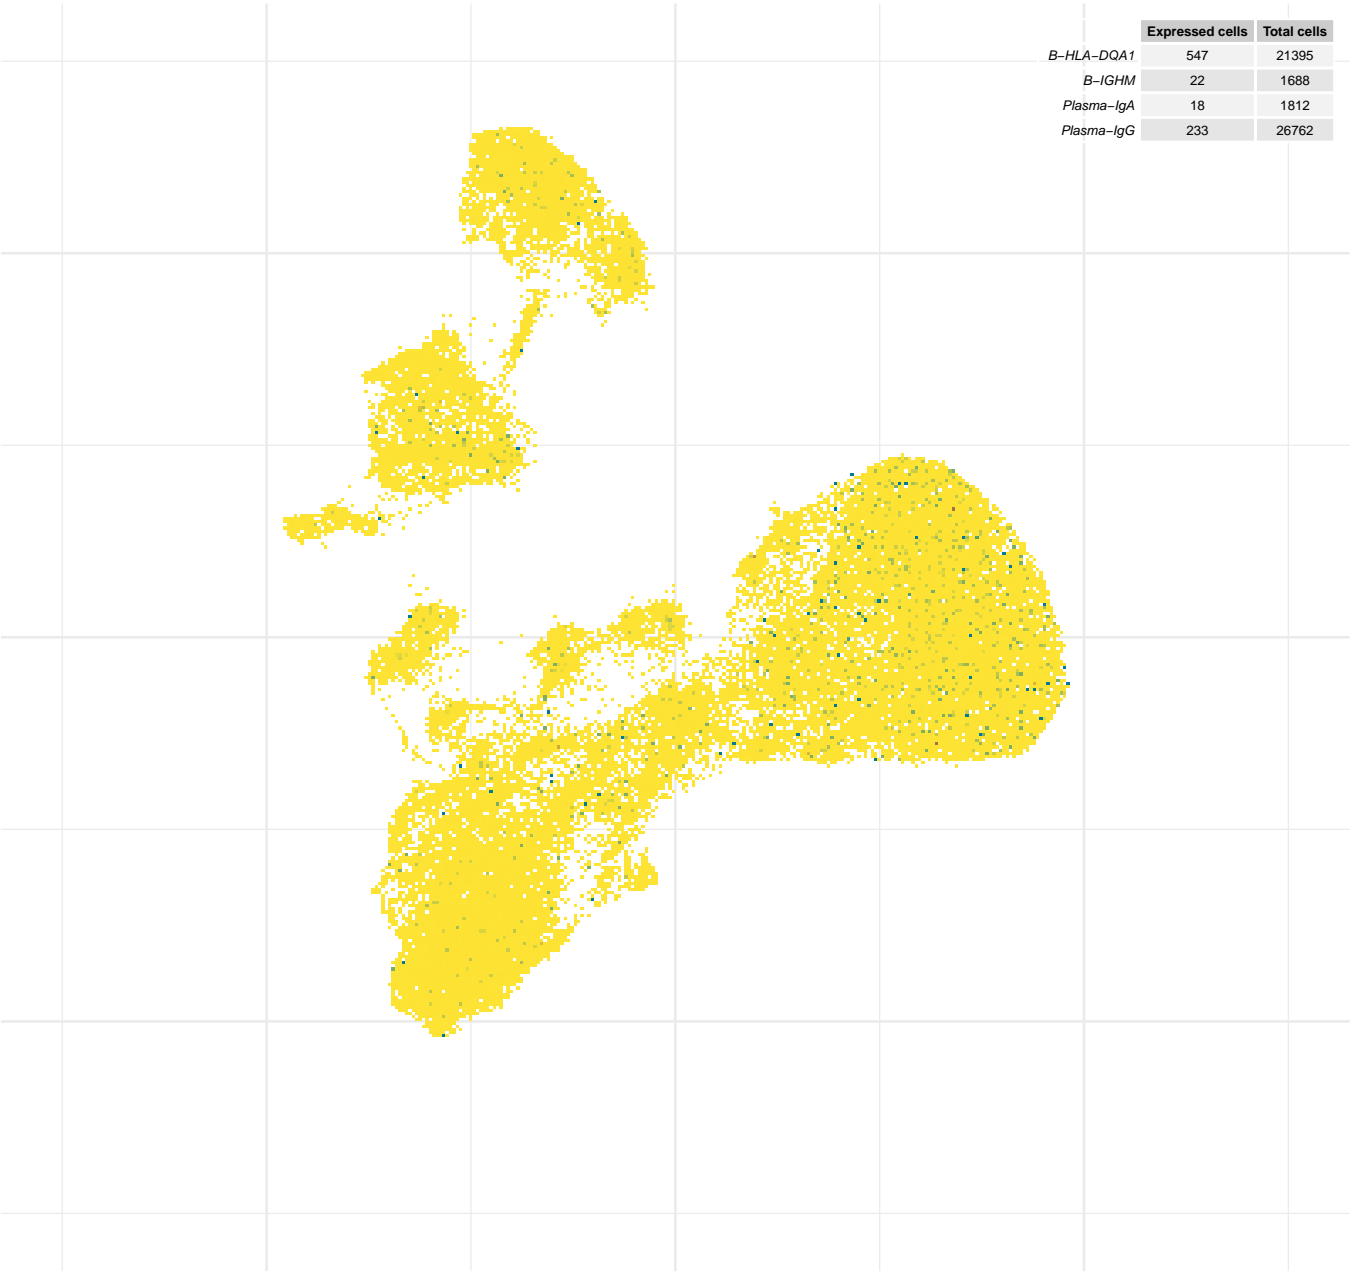 Expressed cells Total cells
B−HLA−DQA1 547 21395
B−IGHM 22 1688
Plasma−IgA 18 1812
Plasma−IgG 233 26762